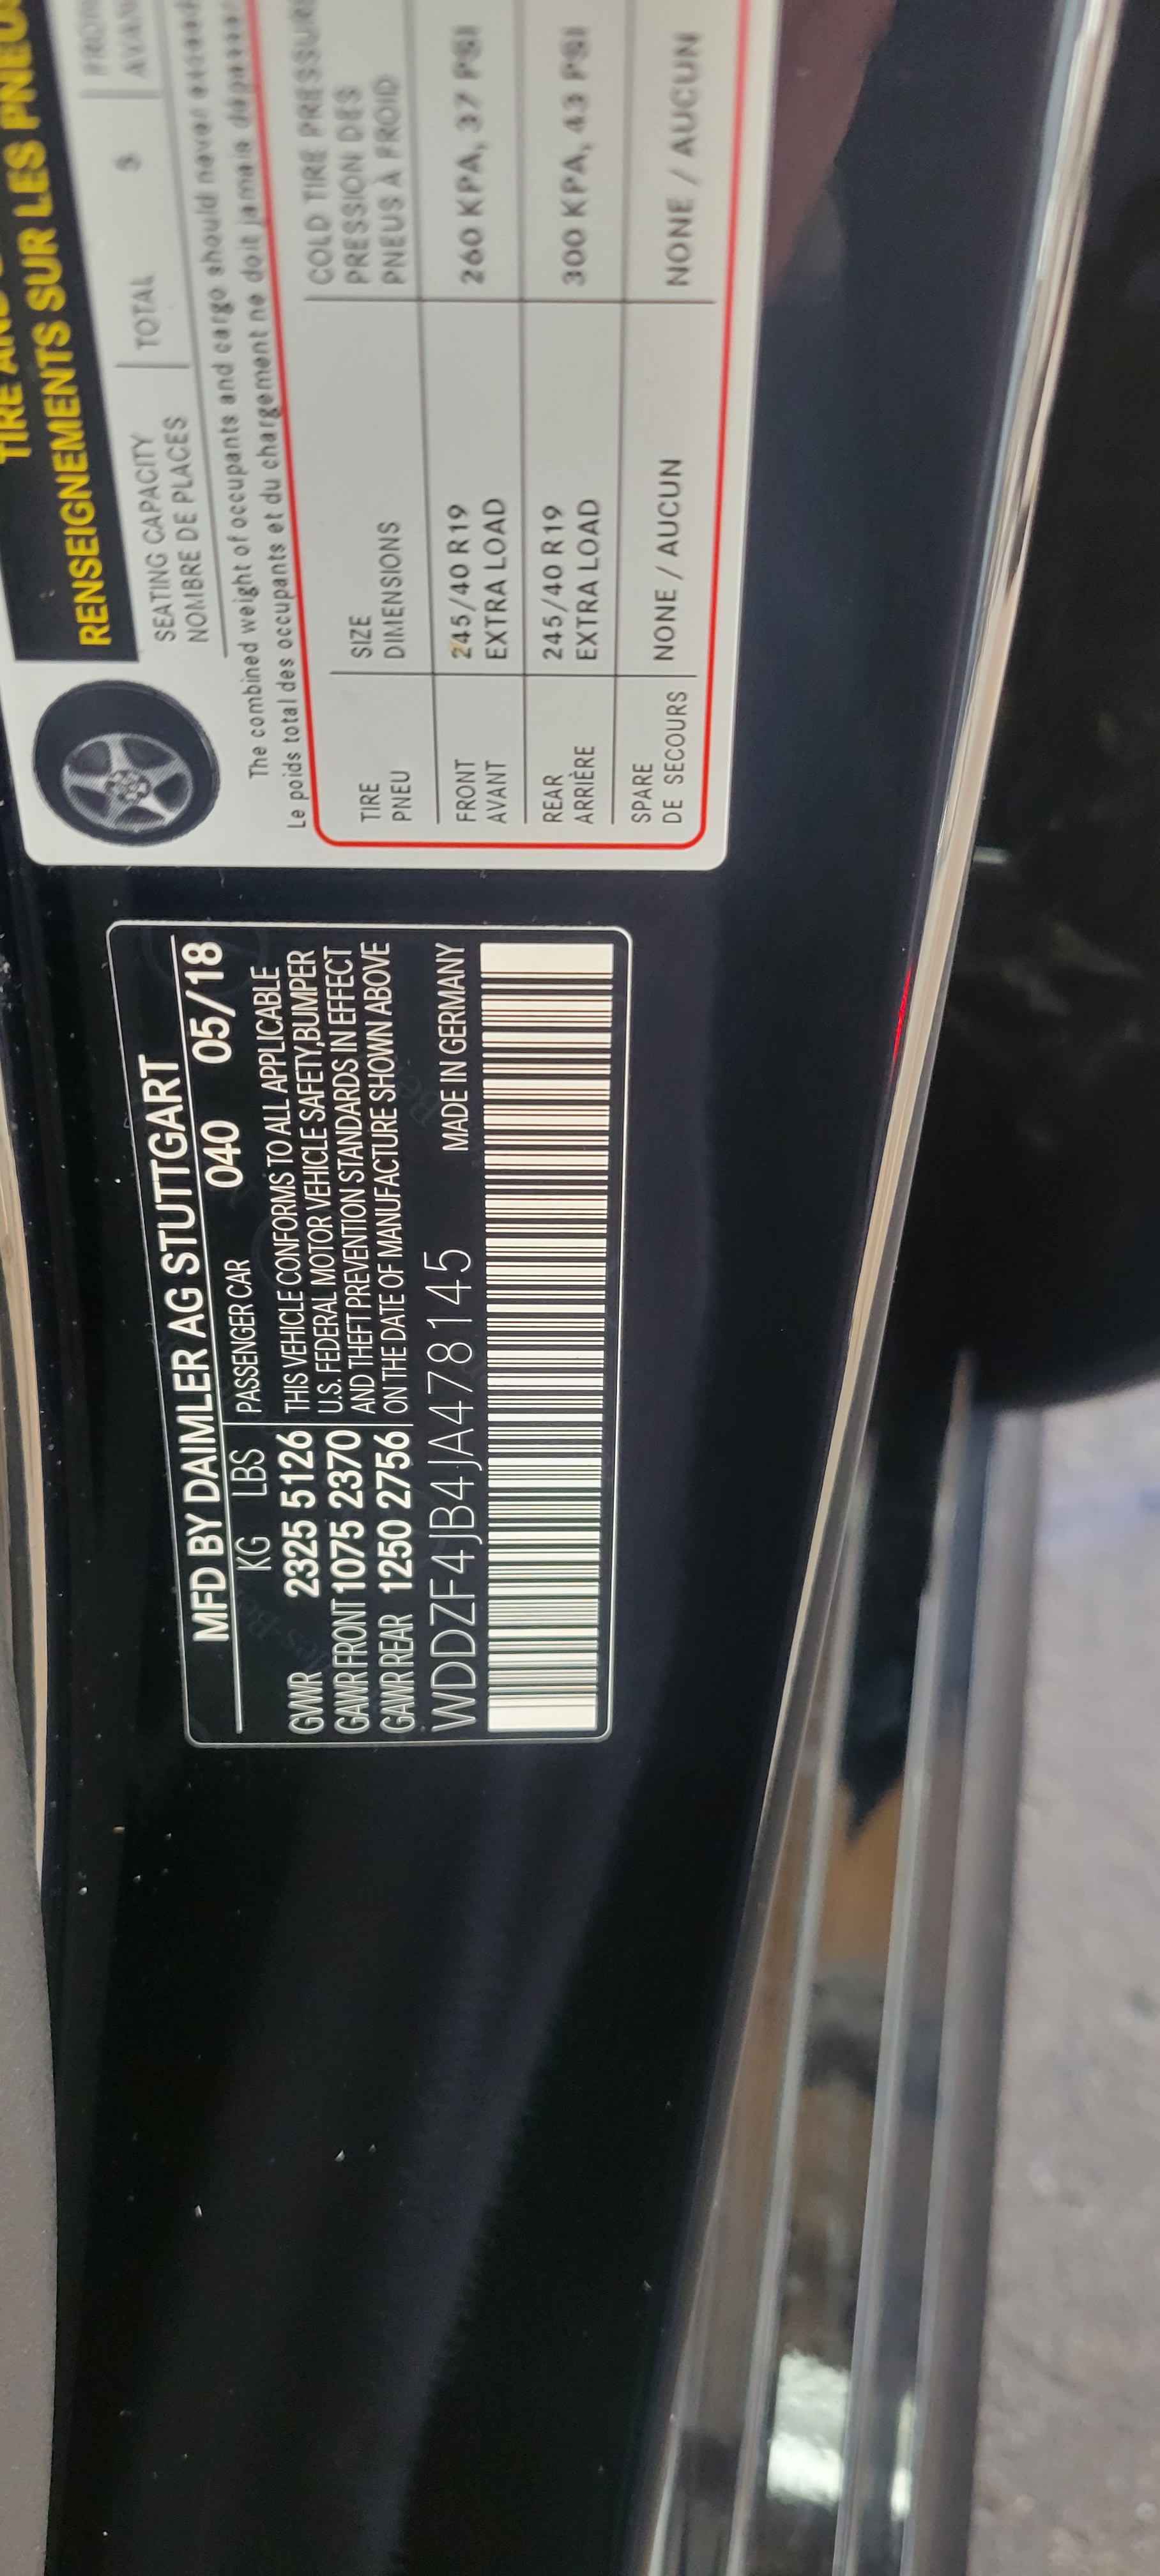 MFD BY DAIMLER AG STUTTGART
KG LBS PASSENGER CAR 040 05/18
GVWR 2325 5126 THIS VEHICLE CONFORMS TO ALL APPLICABLE
U.S. FEDERAL MOTOR VEHICLE SAFETY,BUMPER
GAWR FRONT 1075 2370 AND THEFT PREVENTION STANDARDS IN EFFECT
GAWR REAR 1250 2756 ON THE DATE OF MANUFACTURE SHOWN ABOVE
WDDZF4JB4JA478145 MADE IN GERMANY
TIRE AND
RENSEIGNEMENTS SUR LES PNEUS
SEATING CAPACITY
NOMBRE DE PLACES
TOTAL 5
The combined weight of occupants and cargo should never exceed
Le poids total des occupants et du chargement ne doit jamais dépasser
TIRE
PNEU
SIZE
DIMENSIONS
COLD TIRE PRESSURE
PRESSION DES
PNEUS À FROID
FRONT
AVANT
245/40 R19
EXTRA LOAD
260 KPA, 37 PSI
REAR
ARRIÈRE
245/40 R19
EXTRA LOAD
300 KPA, 43 PSI
SPARE
DE SECOURS
NONE / AUCUN
NONE / AUCUN